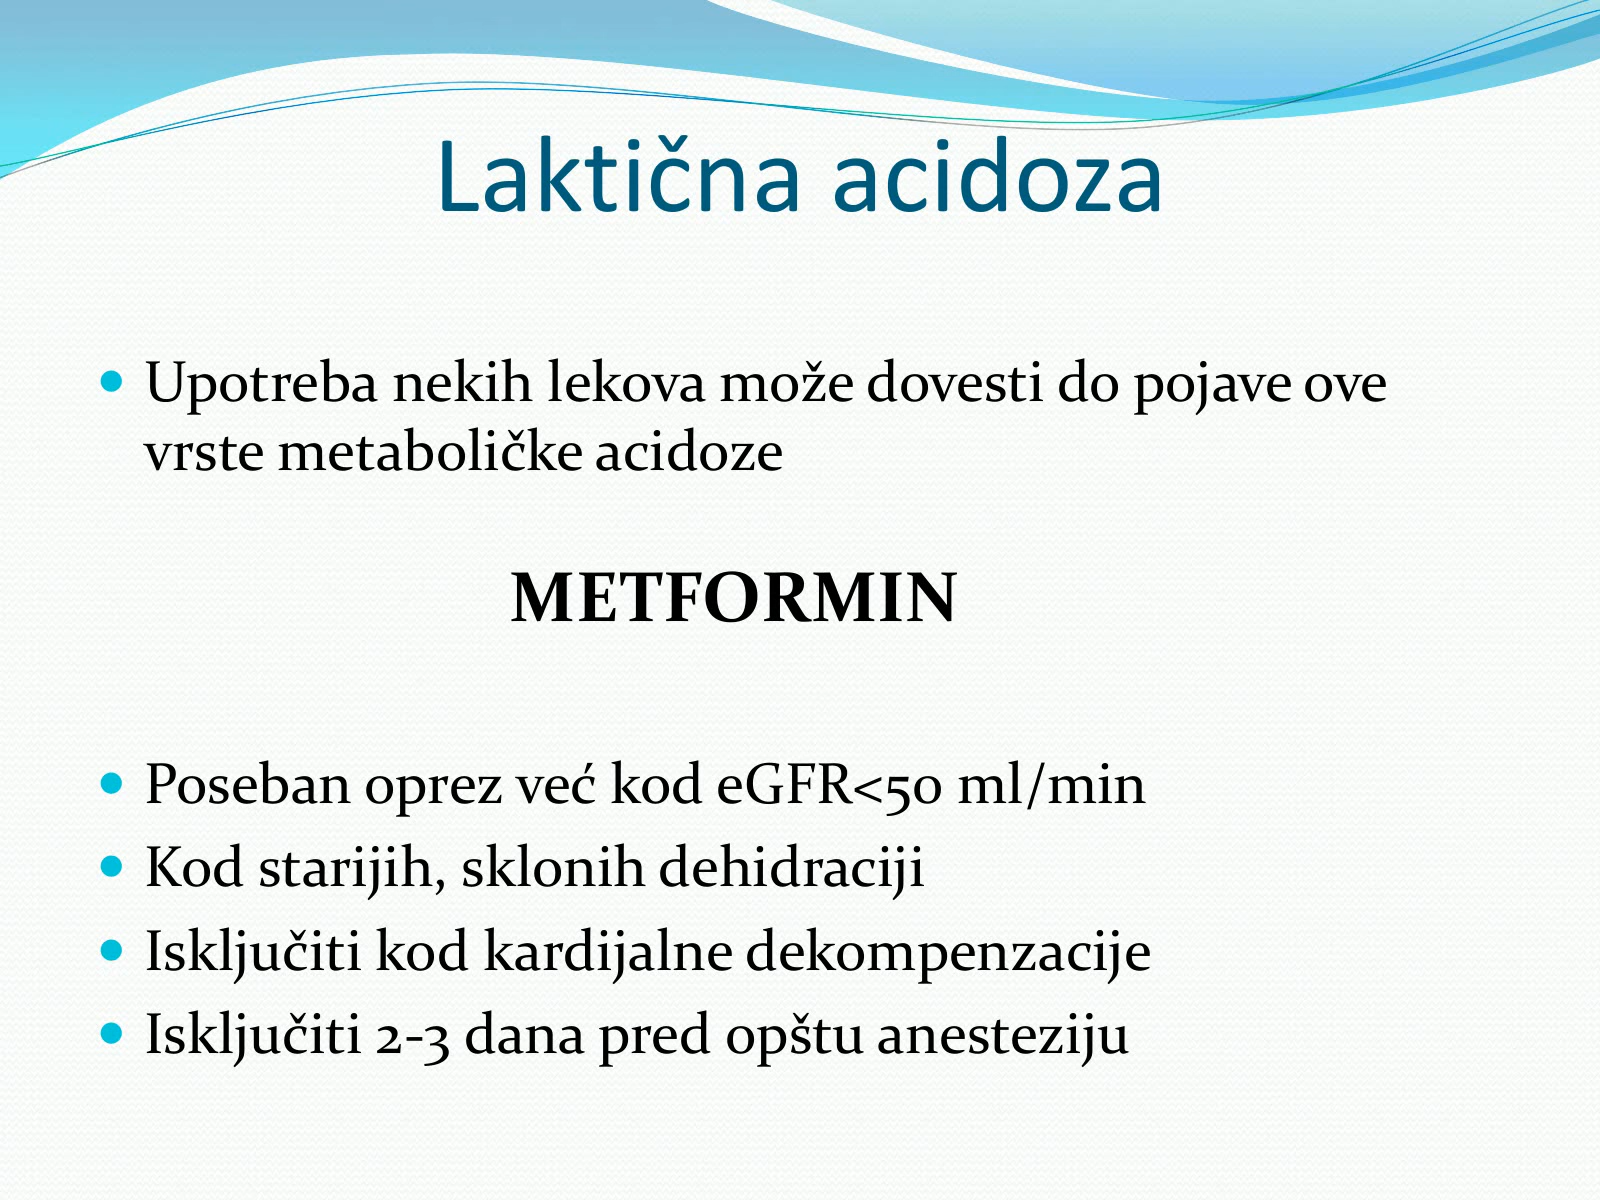 Laktična acidoza
• Upotreba nekih lekova može dovesti do pojave ove
vrste metaboličke acidoze
METFORMIN
• Poseban oprez već kod eGFR<50 ml/min
• Kod starijih, sklonih dehidraciji
• Isključiti kod kardijalne dekompenzacije
• Isključiti 2-3 dana pred opštu anesteziju